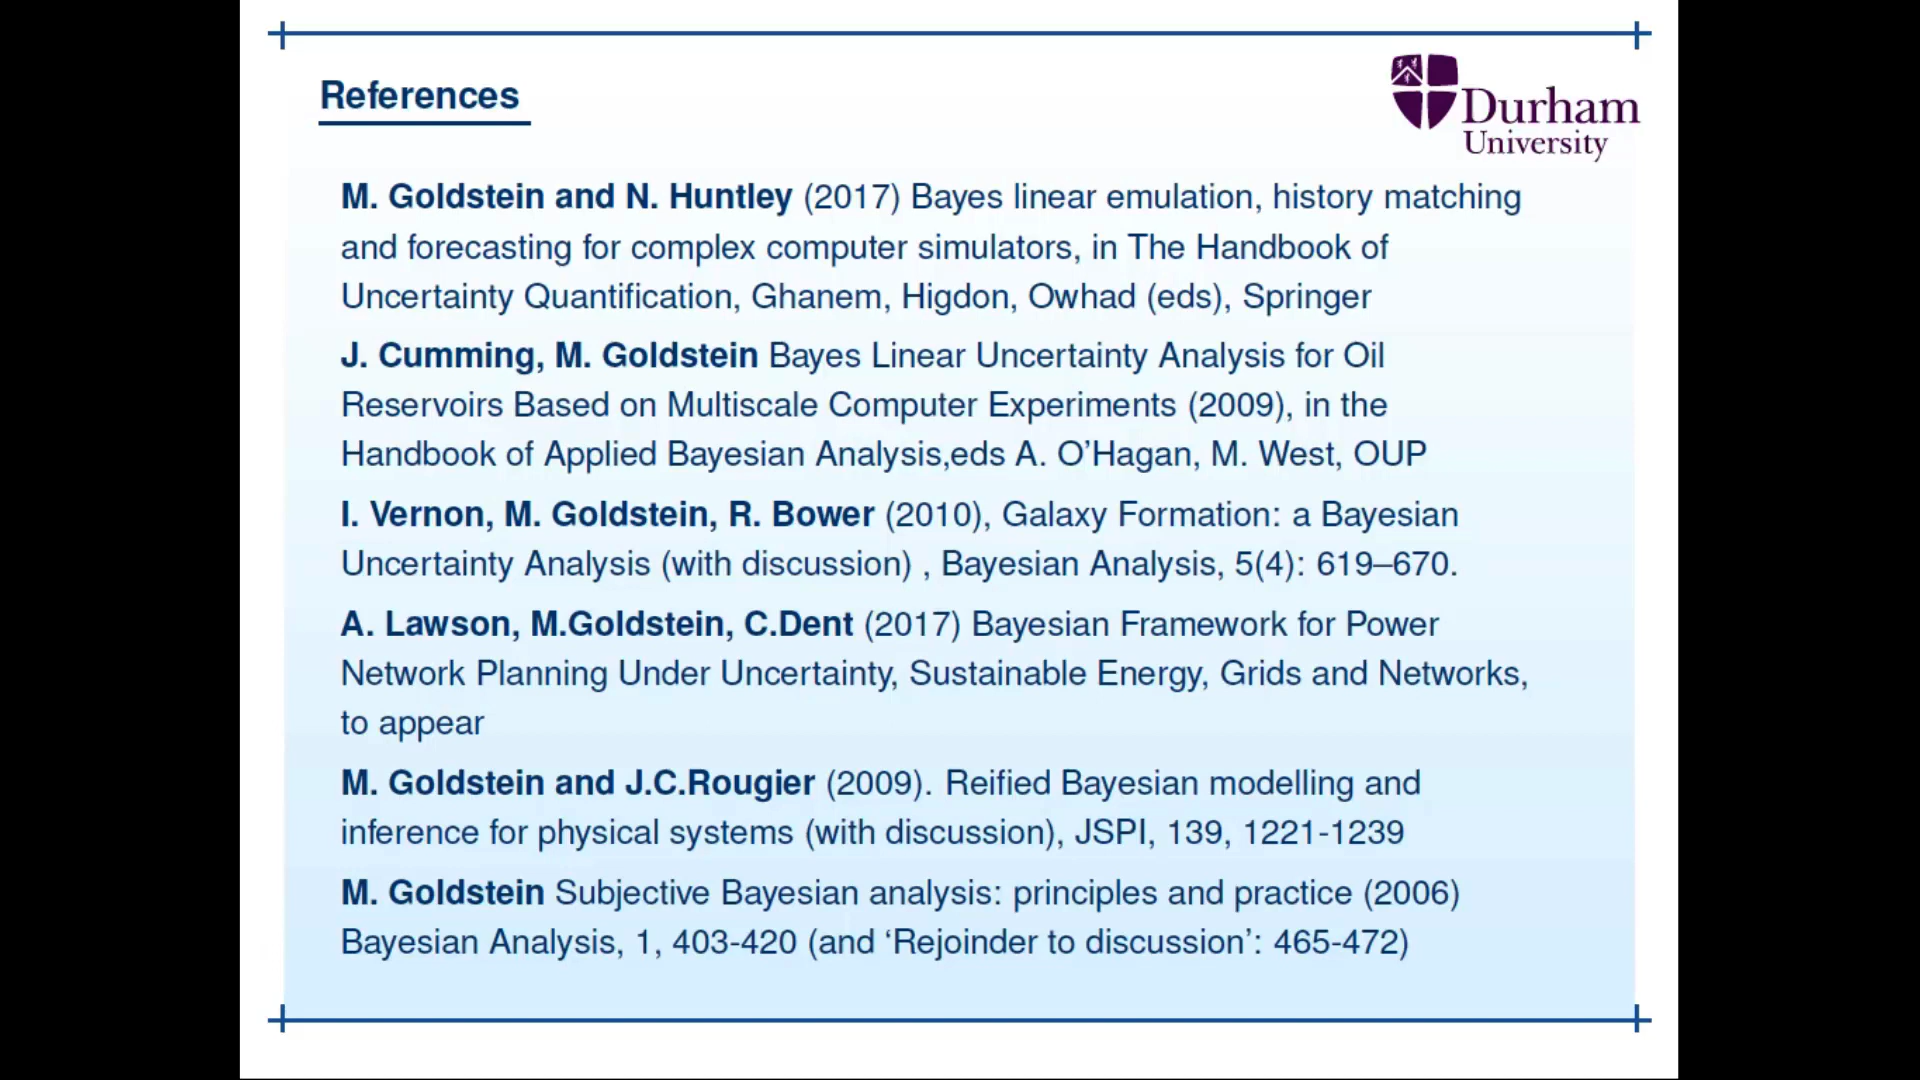 References
Durham
University
M. Goldstein and N. Huntley (2017) Bayes linear emulation, history matching
and forecasting for complex computer simulators, in The Handbook of
Uncertainty Quantification, Ghanem, Higdon, Owhad (eds), Springer
J. Cumming, M. Goldstein Bayes Linear Uncertainty Analysis for Oil
Reservoirs Based on Multiscale Computer Experiments (2009), in the
Handbook of Applied Bayesian Analysis,eds A. O’Hagan, M. West, OUP
I. Vernon, M. Goldstein, R. Bower (2010), Galaxy Formation: a Bayesian
Uncertainty Analysis (with discussion) , Bayesian Analysis, 5(4): 619–670.
A. Lawson, M.Goldstein, C.Dent (2017) Bayesian Framework for Power
Network Planning Under Uncertainty, Sustainable Energy, Grids and Networks,
to appear
M. Goldstein and J.C.Rougier (2009). Reified Bayesian modelling and
inference for physical systems (with discussion), JSPI, 139, 1221-1239
M. Goldstein Subjective Bayesian analysis: principles and practice (2006)
Bayesian Analysis, 1, 403-420 (and ‘Rejoinder to discussion’: 465-472)